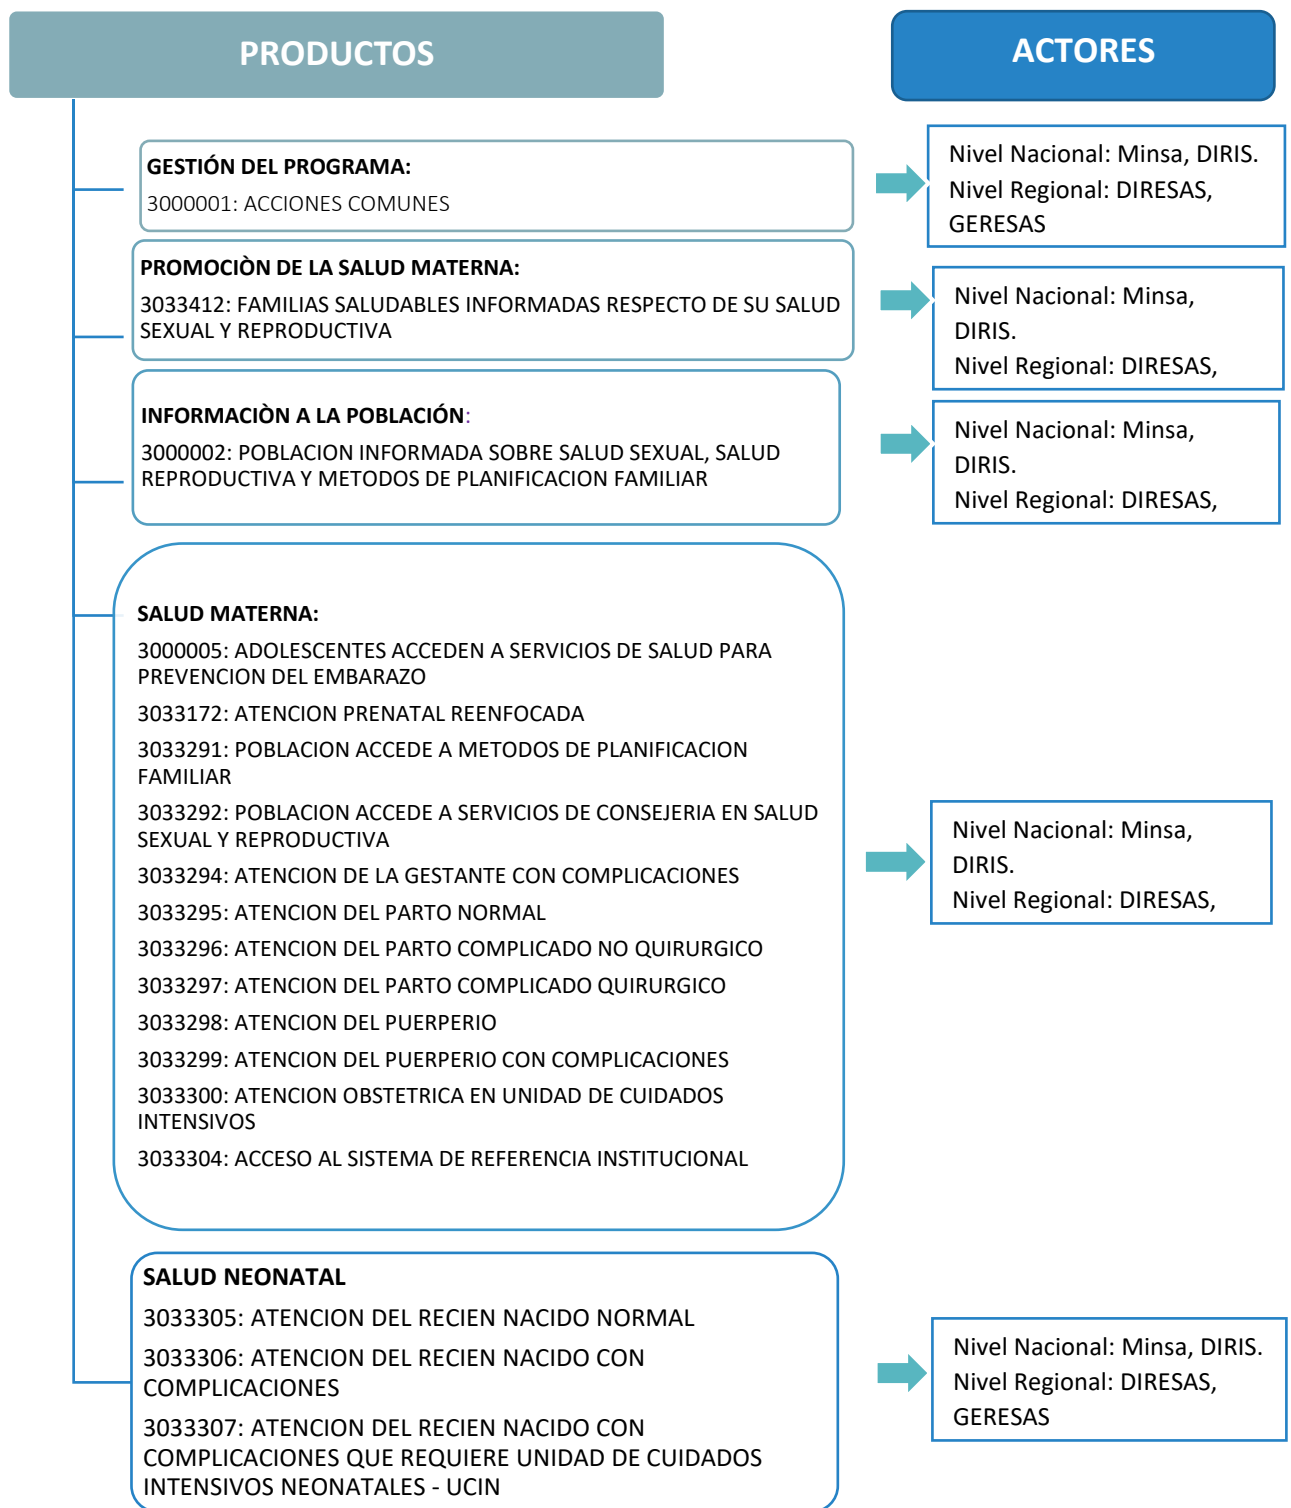 PRODUCTOS
ACTORES
GESTIÓN DEL PROGRAMA:
3000001: ACCIONES COMUNES
Nivel Nacional: Minsa, DIRIS.
Nivel Regional: DIRESAS,
GERESAS
PROMOCIÒN DE LA SALUD MATERNA:
3033412: FAMILIAS SALUDABLES INFORMADAS RESPECTO DE SU SALUD
SEXUAL Y REPRODUCTIVA
Nivel Nacional: Minsa,
DIRIS.
Nivel Regional: DIRESAS,
INFORMACIÒN A LA POBLACIÓN:
3000002: POBLACION INFORMADA SOBRE SALUD SEXUAL, SALUD
REPRODUCTIVA Y METODOS DE PLANIFICACION FAMILIAR
Nivel Nacional: Minsa,
DIRIS.
Nivel Regional: DIRESAS,
SALUD MATERNA:
3000005: ADOLESCENTES ACCEDEN A SERVICIOS DE SALUD PARA
PREVENCION DEL EMBARAZO
3033172: ATENCION PRENATAL REENFOCADA
3033291: POBLACION ACCEDE A METODOS DE PLANIFICACION
FAMILIAR
3033292: POBLACION ACCEDE A SERVICIOS DE CONSEJERIA EN SALUD
SEXUAL Y REPRODUCTIVA
3033294: ATENCION DE LA GESTANTE CON COMPLICACIONES
3033295: ATENCION DEL PARTO NORMAL
3033296: ATENCION DEL PARTO COMPLICADO NO QUIRURGICO
3033297: ATENCION DEL PARTO COMPLICADO QUIRURGICO
3033298: ATENCION DEL PUERPERIO
3033299: ATENCION DEL PUERPERIO CON COMPLICACIONES
3033300: ATENCION OBSTETRICA EN UNIDAD DE CUIDADOS
INTENSIVOS
3033304: ACCESO AL SISTEMA DE REFERENCIA INSTITUCIONAL
Nivel Nacional: Minsa,
DIRIS.
Nivel Regional: DIRESAS,
SALUD NEONATAL
3033305: ATENCION DEL RECIEN NACIDO NORMAL
3033306: ATENCION DEL RECIEN NACIDO CON
COMPLICACIONES
3033307: ATENCION DEL RECIEN NACIDO CON
COMPLICACIONES QUE REQUIERE UNIDAD DE CUIDADOS
INTENSIVOS NEONATALES - UCIN
Nivel Nacional: Minsa, DIRIS.
Nivel Regional: DIRESAS,
GERESAS